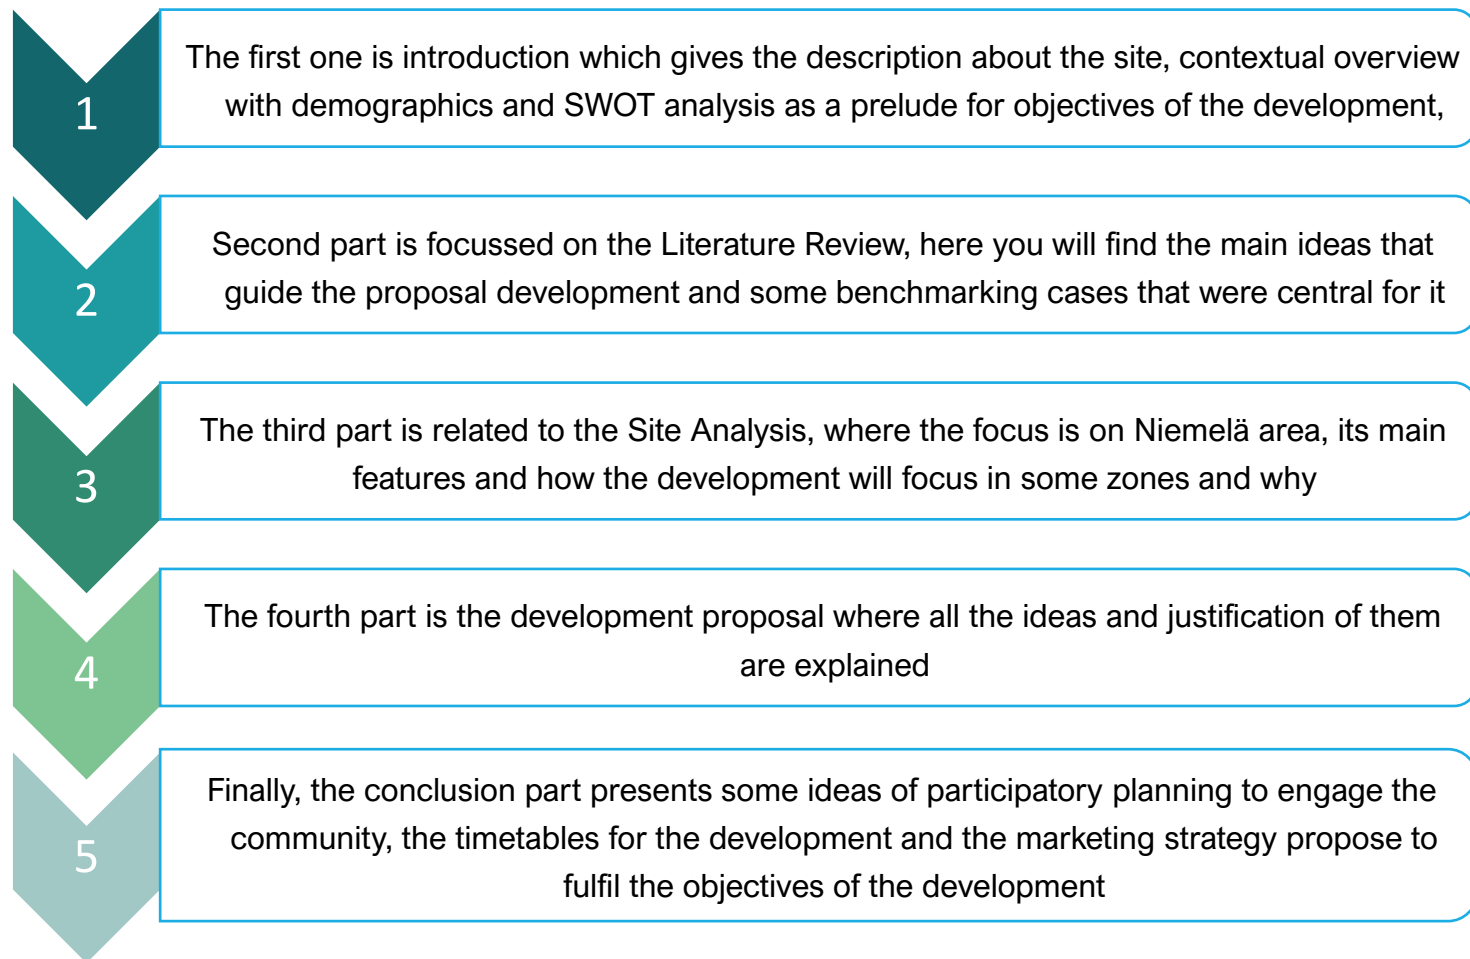 1
The first one is introduction which gives the description about the site, contextual overview
with demographics and SWOT analysis as a prelude for objectives of the development,
2
Second part is focussed on the Literature Review, here you will find the main ideas that
guide the proposal development and some benchmarking cases that were central for it
3
The third part is related to the Site Analysis, where the focus is on Niemelä area, its main
features and how the development will focus in some zones and why
4
The fourth part is the development proposal where all the ideas and justification of them
are explained
5
Finally, the conclusion part presents some ideas of participatory planning to engage the
community, the timetables for the development and the marketing strategy propose to
fulfil the objectives of the development